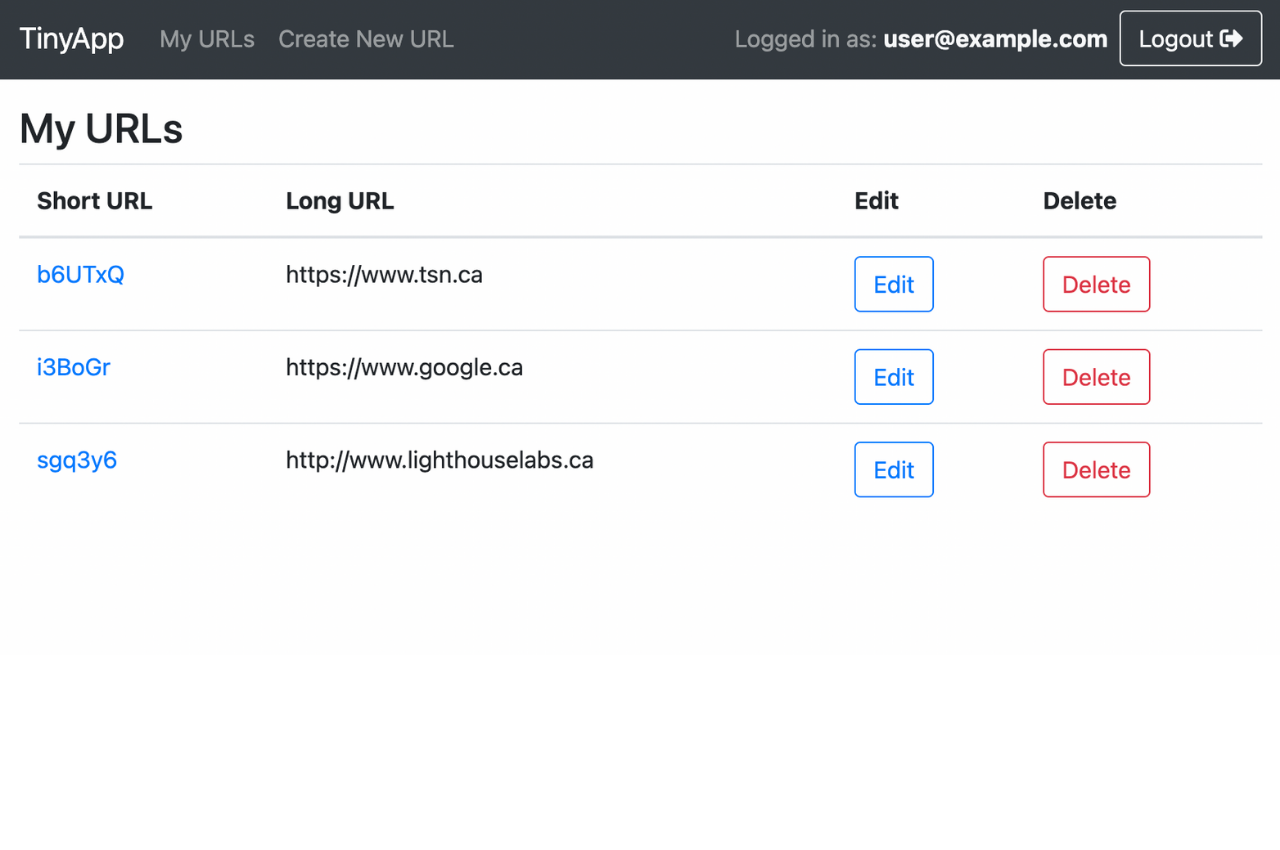 TinyApp My URLs Create New URL Logged in as: user@example.com Logout
My URLs
Short URL Long URL Edit Delete
b6UTxQ https://www.tsn.ca Edit Delete
i3BoGr https://www.google.ca Edit Delete
sgq3y6 http://www.lighthouselabs.ca Edit Delete